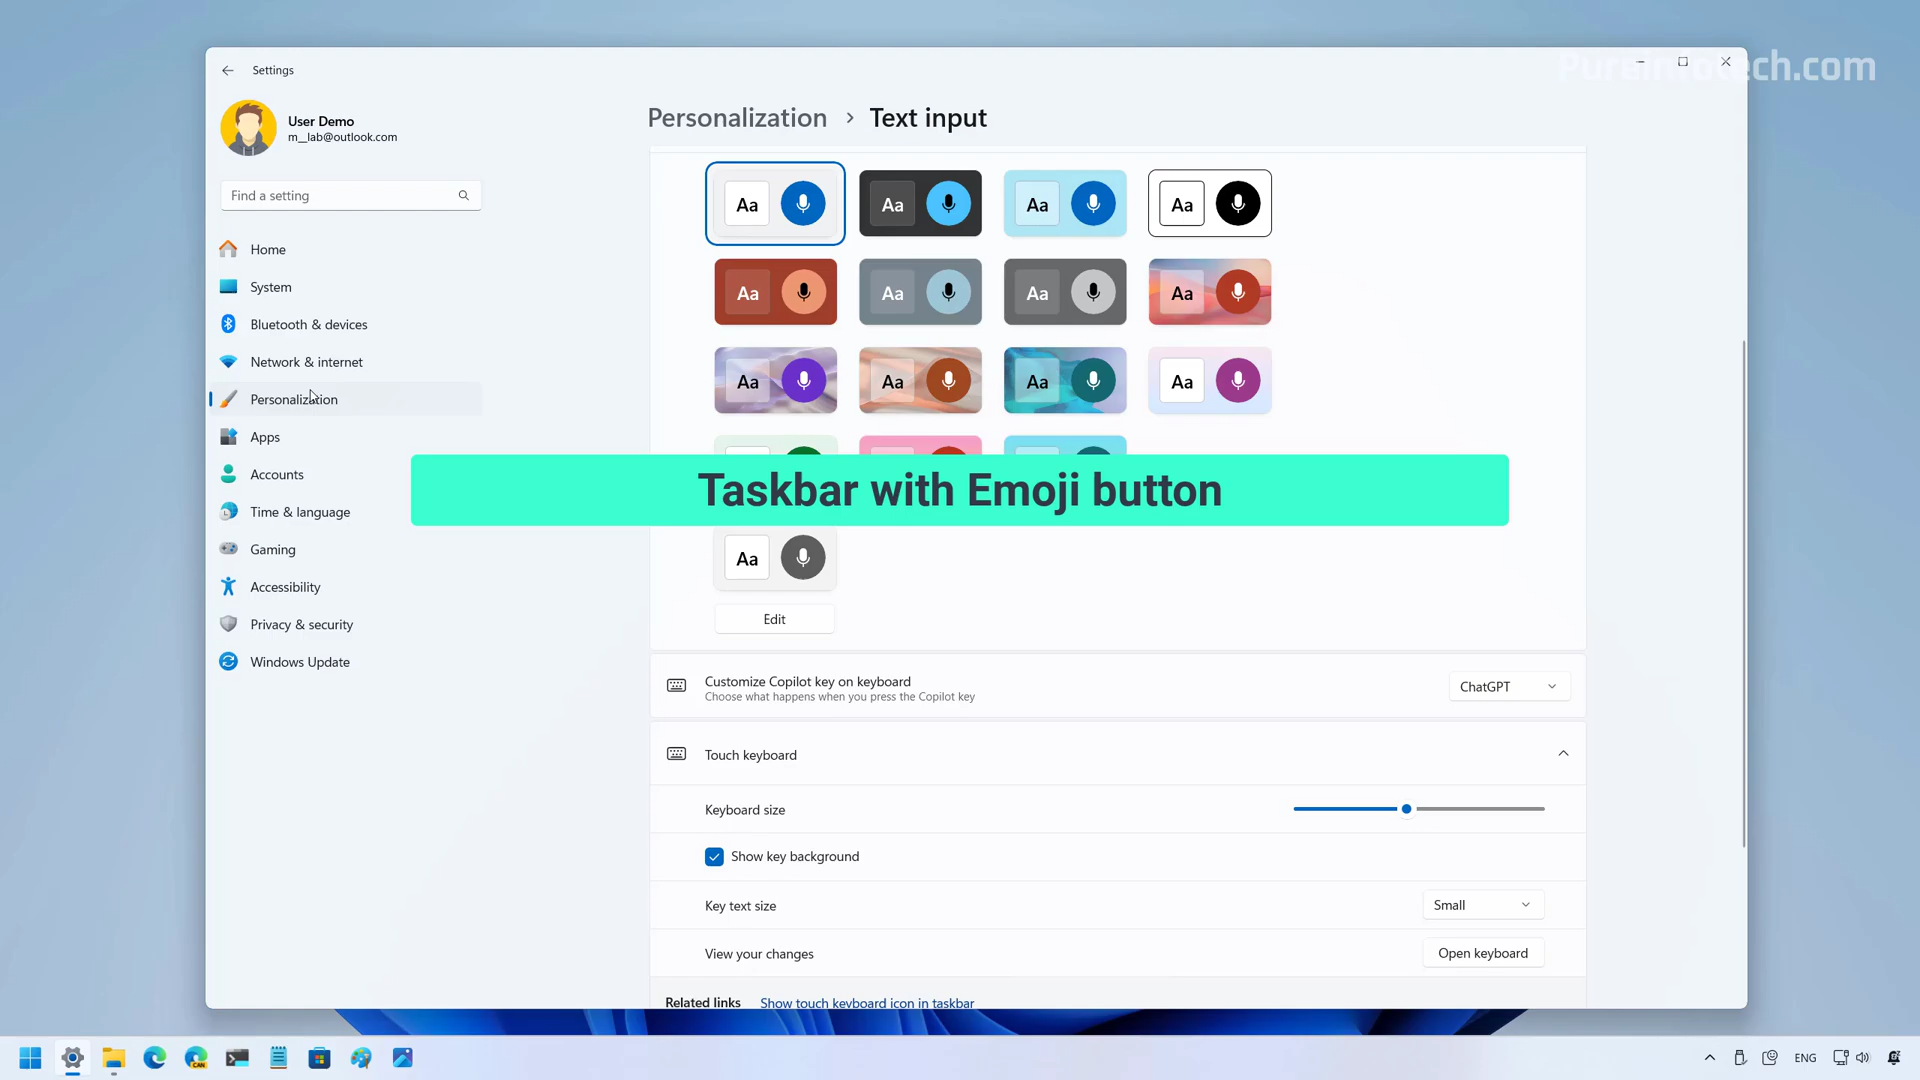 Settings
PureInfotech.com
User Demo
m__lab@outlook.com
Personalization > Text input
Find a setting
Home
System
Bluetooth & devices
Network & internet
Personalization
Apps
Accounts
Time & language
Gaming
Accessibility
Privacy & security
Windows Update
Aa Aa Aa Aa
Aa Aa Aa Aa
Aa Aa Aa Aa
Taskbar with Emoji button
Aa
Edit
Customize Copilot key on keyboard
Choose what happens when you press the Copilot key
ChatGPT
Touch keyboard
Keyboard size
Show key background
Key text size
Small
View your changes
Open keyboard
Related links Show touch keyboard icon in taskbar
CAN
ENG